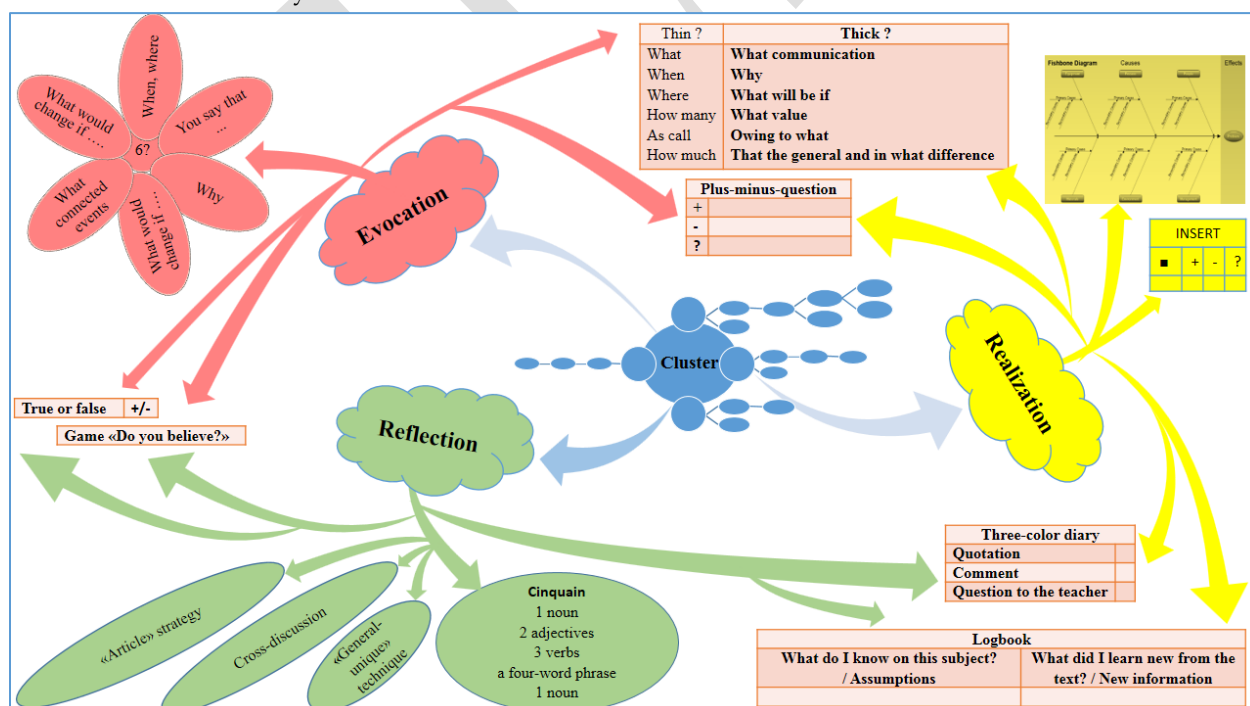 y
When, where
You say that
...
Why
What would
change if ....
What
connected
events
What would
change if ....
6?
Evocation
Thin ? Thick ?
What What communication
When Why
Where What will be if
How many What value
As call Owing to what
How much That the general and in what difference
Plus-minus-question
+
-
?
Fishbone Diagram Causes Effects
INSERT
■ + - ?
Cluster
Realization
Reflection
True or false +/-
Game «Do you believe?»
«Article» strategy
Cross-discussion
«General-
unique»
technique
Cinquain
1 noun
2 adjectives
3 verbs
a four-word phrase
1 noun
Three-color diary
Quotation
Comment
Question to the teacher
Logbook
What do I know on this subject?
/ Assumptions
What did I learn new from the
text? / New information